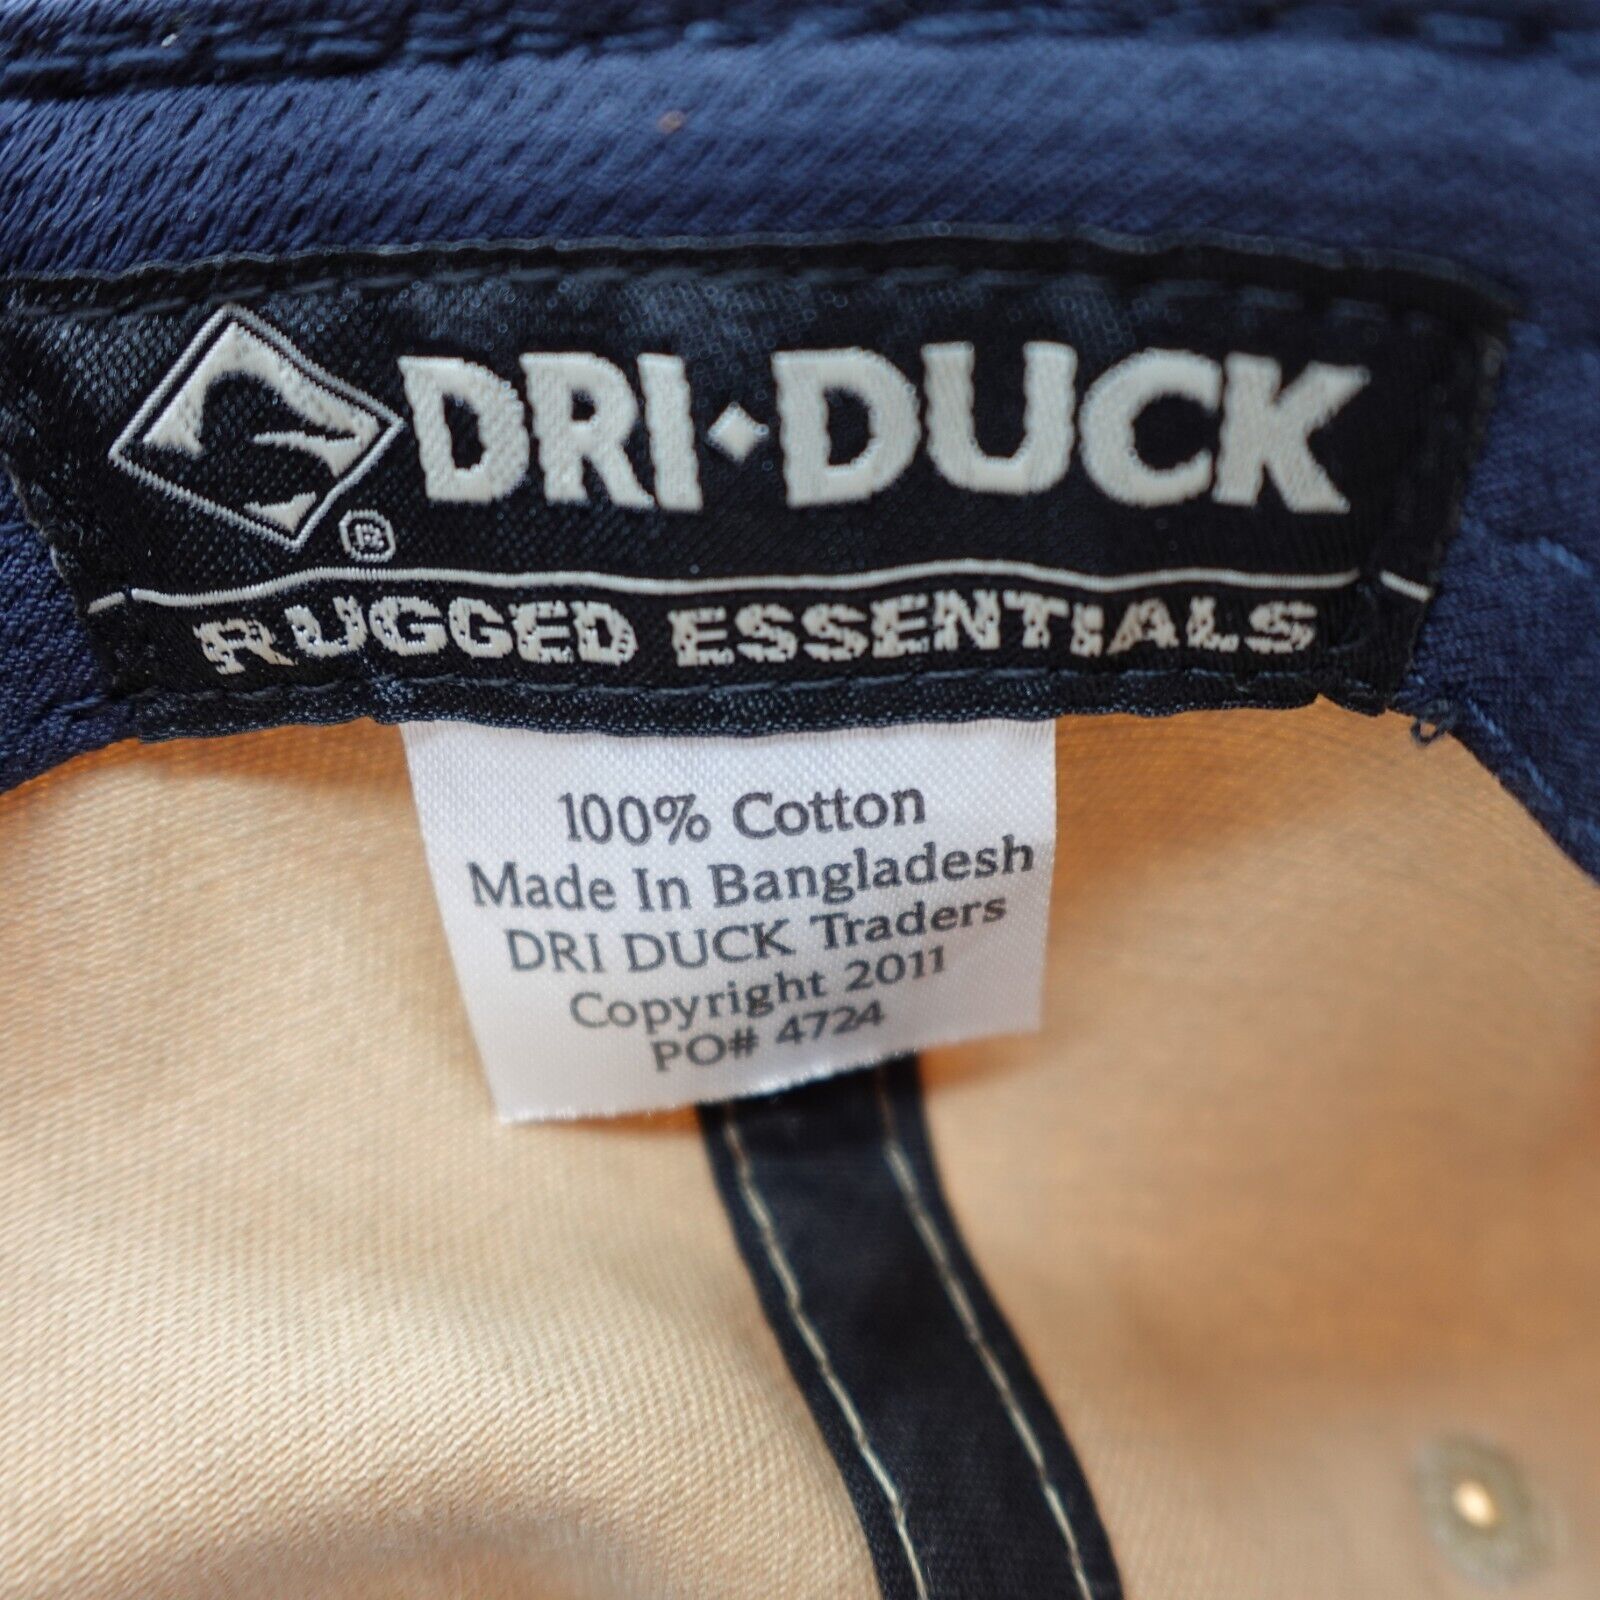 DRI DUCK
®
RUGGED ESSENTIALS
100% Cotton
Made In Bangladesh
DRI DUCK Traders
Copyright 2011
PO# 4724